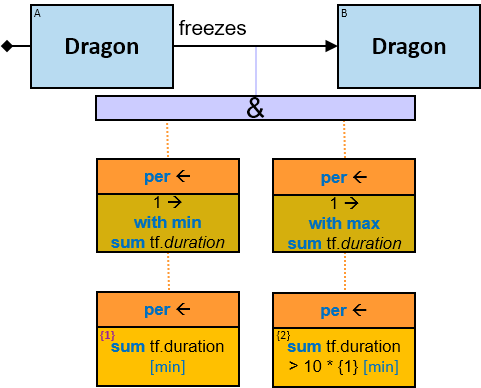 A
Dragon
freezes
B
Dragon
&
per ←
1 →
with min
sum tf.duration
per ←
1 →
with max
sum tf.duration
per ←
{1}
sum tf.duration
[min]
per ←
{2}
sum tf.duration
> 10 * {1} [min]